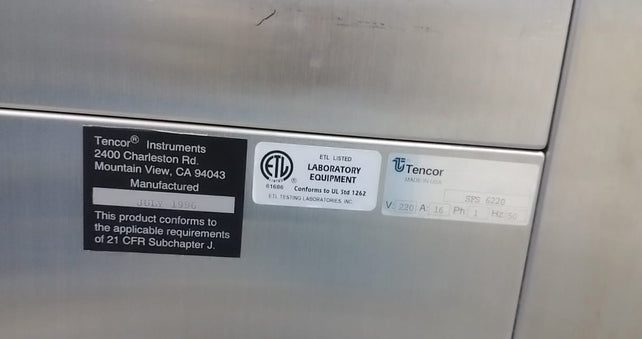 Tencor® Instruments
2400 Charleston Rd.
Mountain View, CA 94043
Manufactured
JULY 1996
This product conforms to
the applicable requirements
of 21 CFR Subchapter J.
ETL LISTED
LABORATORY
EQUIPMENT
Conforms to UL Std 1262
ETL TESTING LABORATORIES, INC.
ETL
®
61686
Tencor
MADE IN USA
SFS 6220
V: 220 A: 16 Ph 1 Hz 50